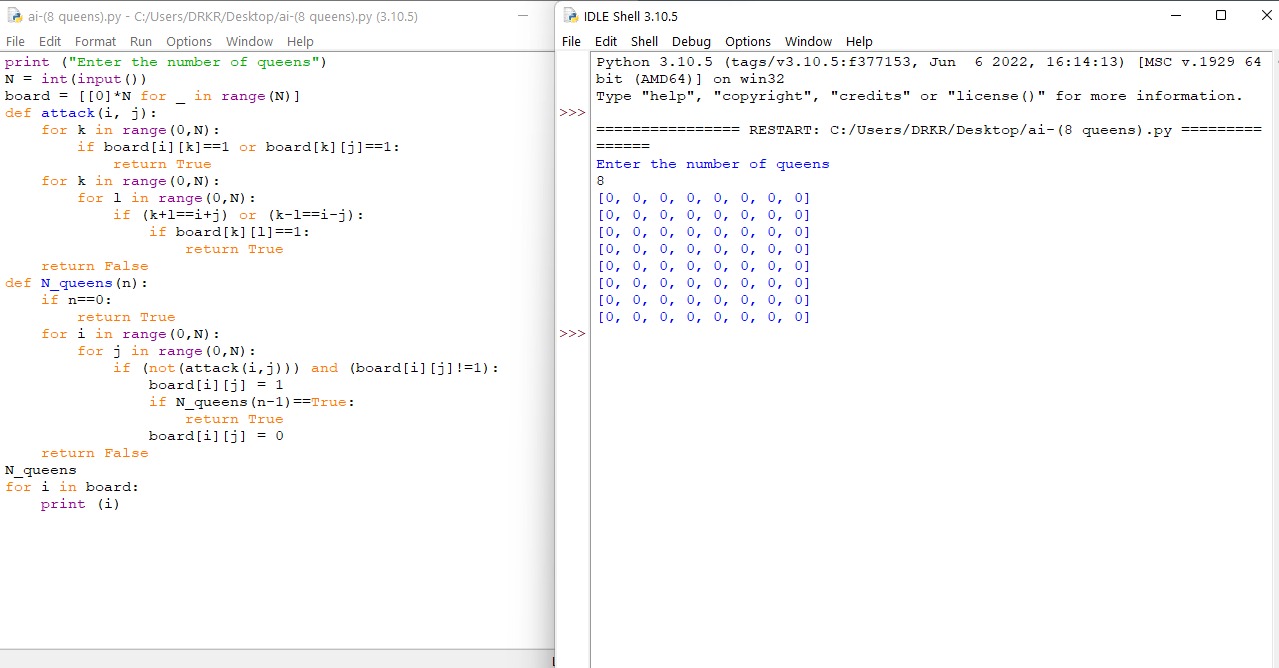 ai-(8 queens).py - C:/Users/DRKR/Desktop/ai-(8 queens).py (3.10.5)
File Edit Format Run Options Window Help
print ("Enter the number of queens")
N = int(input())
board = [[0]*N for _ in range(N)]
def attack(i, j):
    for k in range(0,N):
        if board[i][k]==1 or board[k][j]==1:
            return True
    for k in range(0,N):
        for l in range(0,N):
            if (k+l==i+j) or (k-l==i-j):
                if board[k][l]==1:
                    return True
    return False
def N_queens(n):
    if n==0:
        return True
    for i in range(0,N):
        for j in range(0,N):
            if (not(attack(i,j))) and (board[i][j]!=1):
                board[i][j] = 1
                if N_queens(n-1)==True:
                    return True
                board[i][j] = 0
    return False
N_queens
for i in board:
    print (i)
IDLE Shell 3.10.5
File Edit Shell Debug Options Window Help
Python 3.10.5 (tags/v3.10.5:f377153, Jun  6 2022, 16:14:13) [MSC v.1929 64
bit (AMD64)] on win32
Type "help", "copyright", "credits" or "license()" for more information.
>>>
================ RESTART: C:/Users/DRKR/Desktop/ai-(8 queens).py =========
======
Enter the number of queens
8
[0, 0, 0, 0, 0, 0, 0, 0]
[0, 0, 0, 0, 0, 0, 0, 0]
[0, 0, 0, 0, 0, 0, 0, 0]
[0, 0, 0, 0, 0, 0, 0, 0]
[0, 0, 0, 0, 0, 0, 0, 0]
[0, 0, 0, 0, 0, 0, 0, 0]
[0, 0, 0, 0, 0, 0, 0, 0]
[0, 0, 0, 0, 0, 0, 0, 0]
>>>